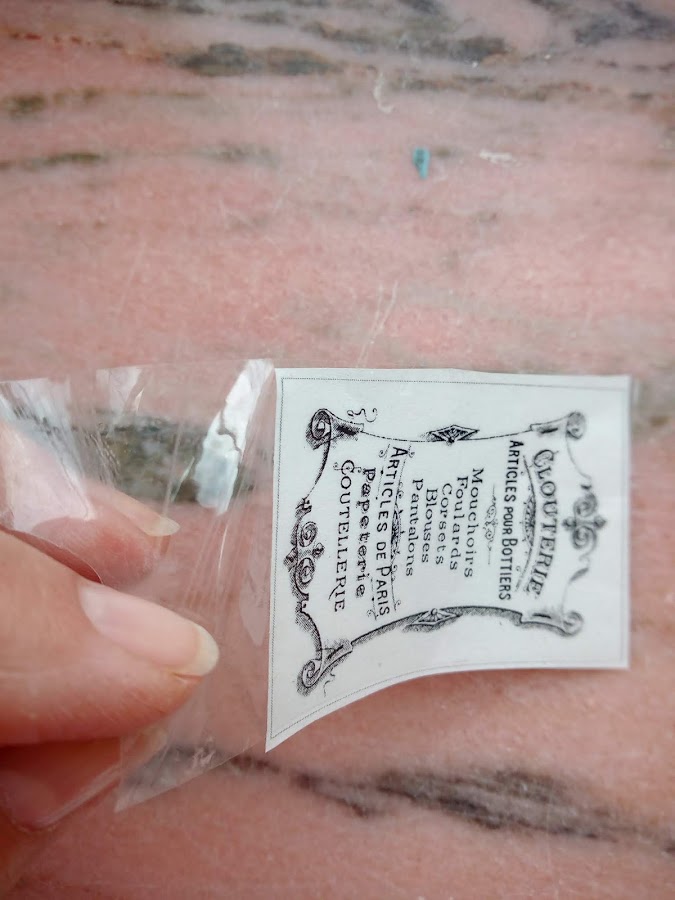 CLOUTERIE
ARTICLES POUR BOTTIERS
Mouchoirs
Foulards
Corsets
Blouses
pantalons
ARTICLES DE PARIS
Papeterie
COUTELLERIE